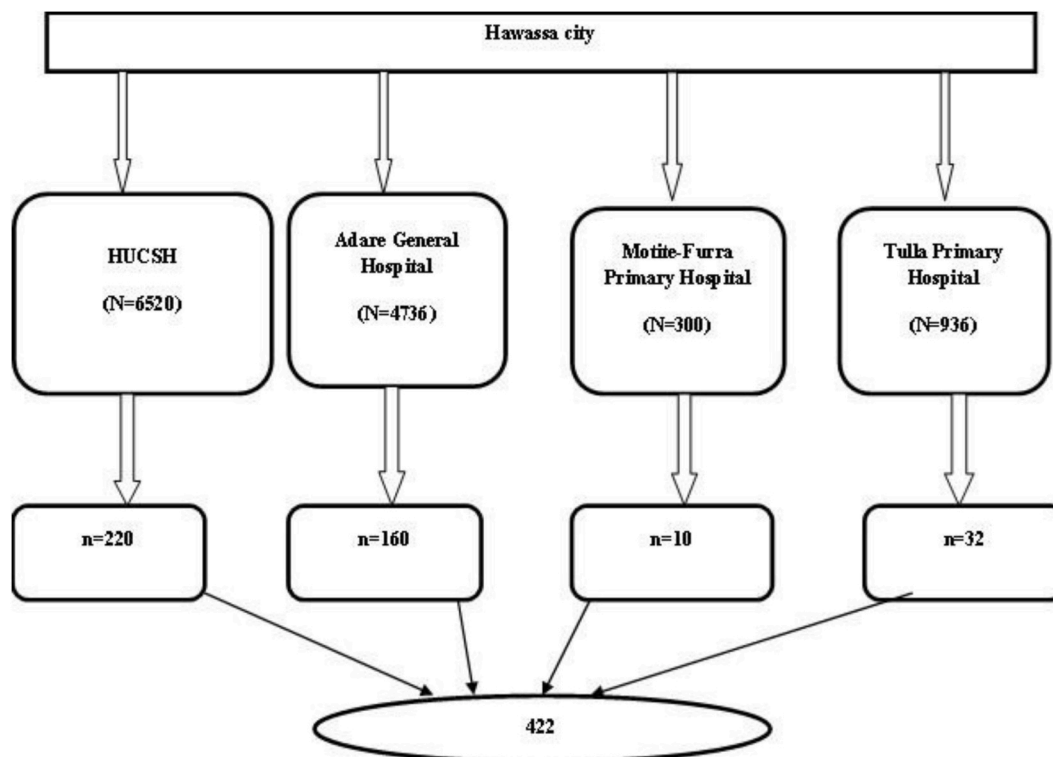 Hawassa city
HUCSH
(N=6520)
Adare General
Hospital
(N=4736)
Motite-Furra
Primary Hospital
(N=300)
Tulla Primary
Hospital
(N=936)
n=220
n=160
n=10
n=32
422